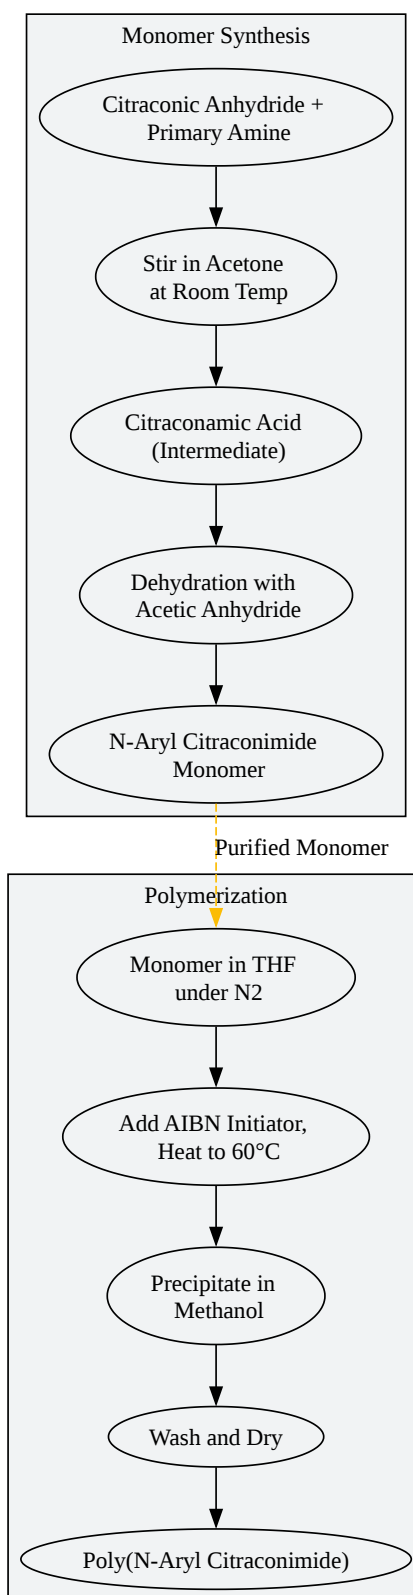 Monomer Synthesis
Citraconic Anhydride +
Primary Amine
Stir in Acetone
at Room Temp
Citraconamic Acid
(Intermediate)
Dehydration with
Acetic Anhydride
N-Aryl Citraconimide
Monomer
Purified Monomer
Polymerization
Monomer in THF
under N2
Add AIBN Initiator,
Heat to 60°C
Precipitate in
Methanol
Wash and Dry
Poly(N-Aryl Citraconimide)